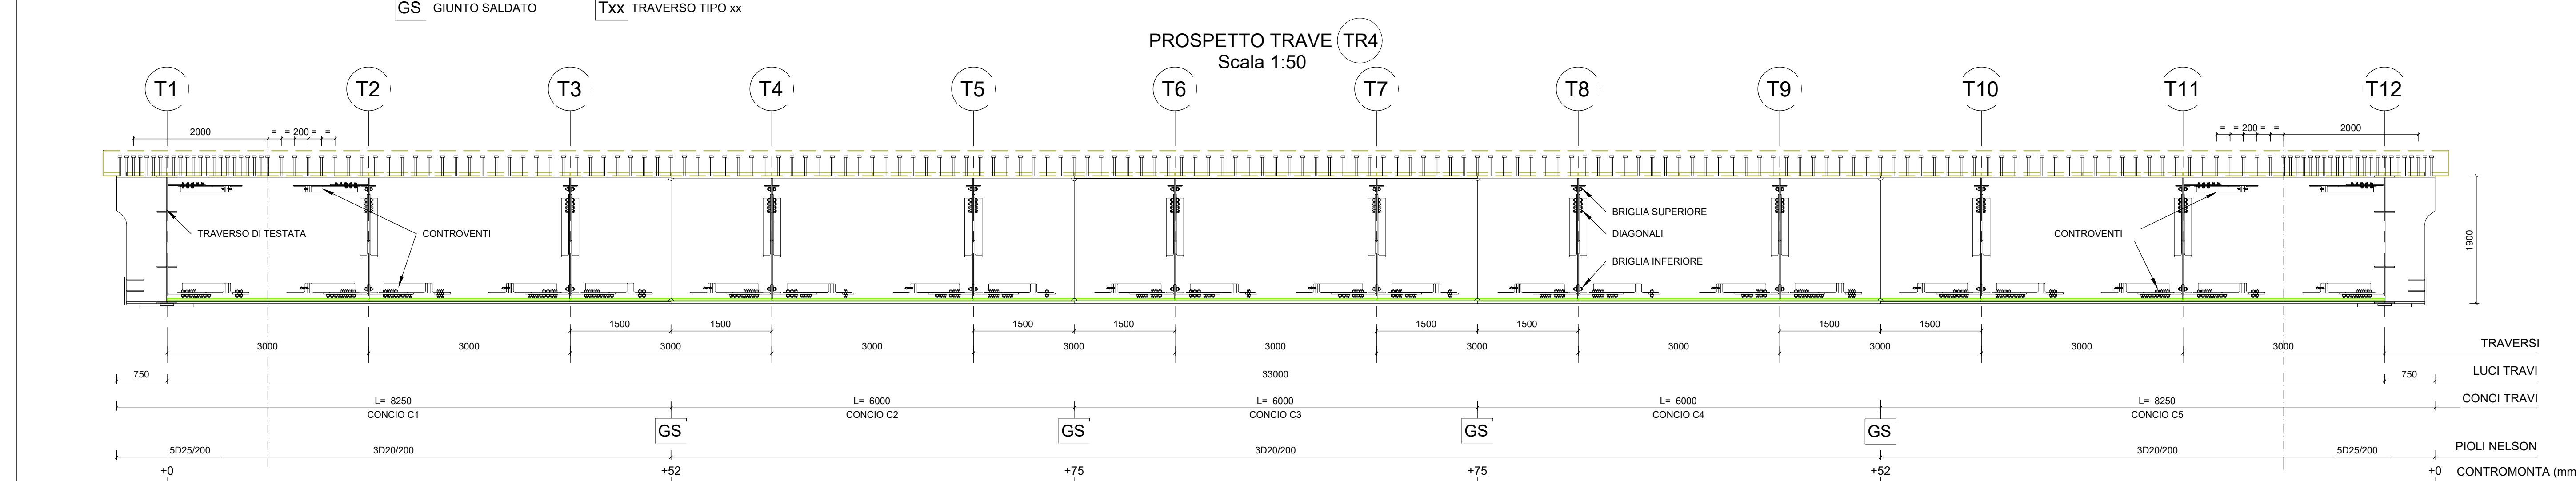 GS GIUNTO SALDATO Txx TRAVERSO TIPO xx
PROSPETTO TRAVE TR4
Scala 1:50
T1 T2 T3 T4 T5 T6 T7 T8 T9 T10 T11 T12
2000 = = 200 = = = = 200 = = 2000
BRIGLIA SUPERIORE
TRAVERSO DI TESTATA CONTROVENTI DIAGONALI CONTROVENTI
1900
BRIGLIA INFERIORE
1500 1500 1500 1500 1500 1500 1500 1500
3000 3000 3000 3000 3000 3000 3000 3000 3000 3000 3000 TRAVERSI
750 33000 750 LUCI TRAVI
L= 8250 L= 6000 L= 6000 L= 6000 L= 8250 CONCI TRAVI
CONCIO C1 CONCIO C2 CONCIO C3 CONCIO C4 CONCIO C5
GS GS GS GS
5D25/200 3D20/200 3D20/200 3D20/200 5D25/200 PIOLI NELSON
+0 +52 +75 +75 +52 +0 CONTROMONTA (mm